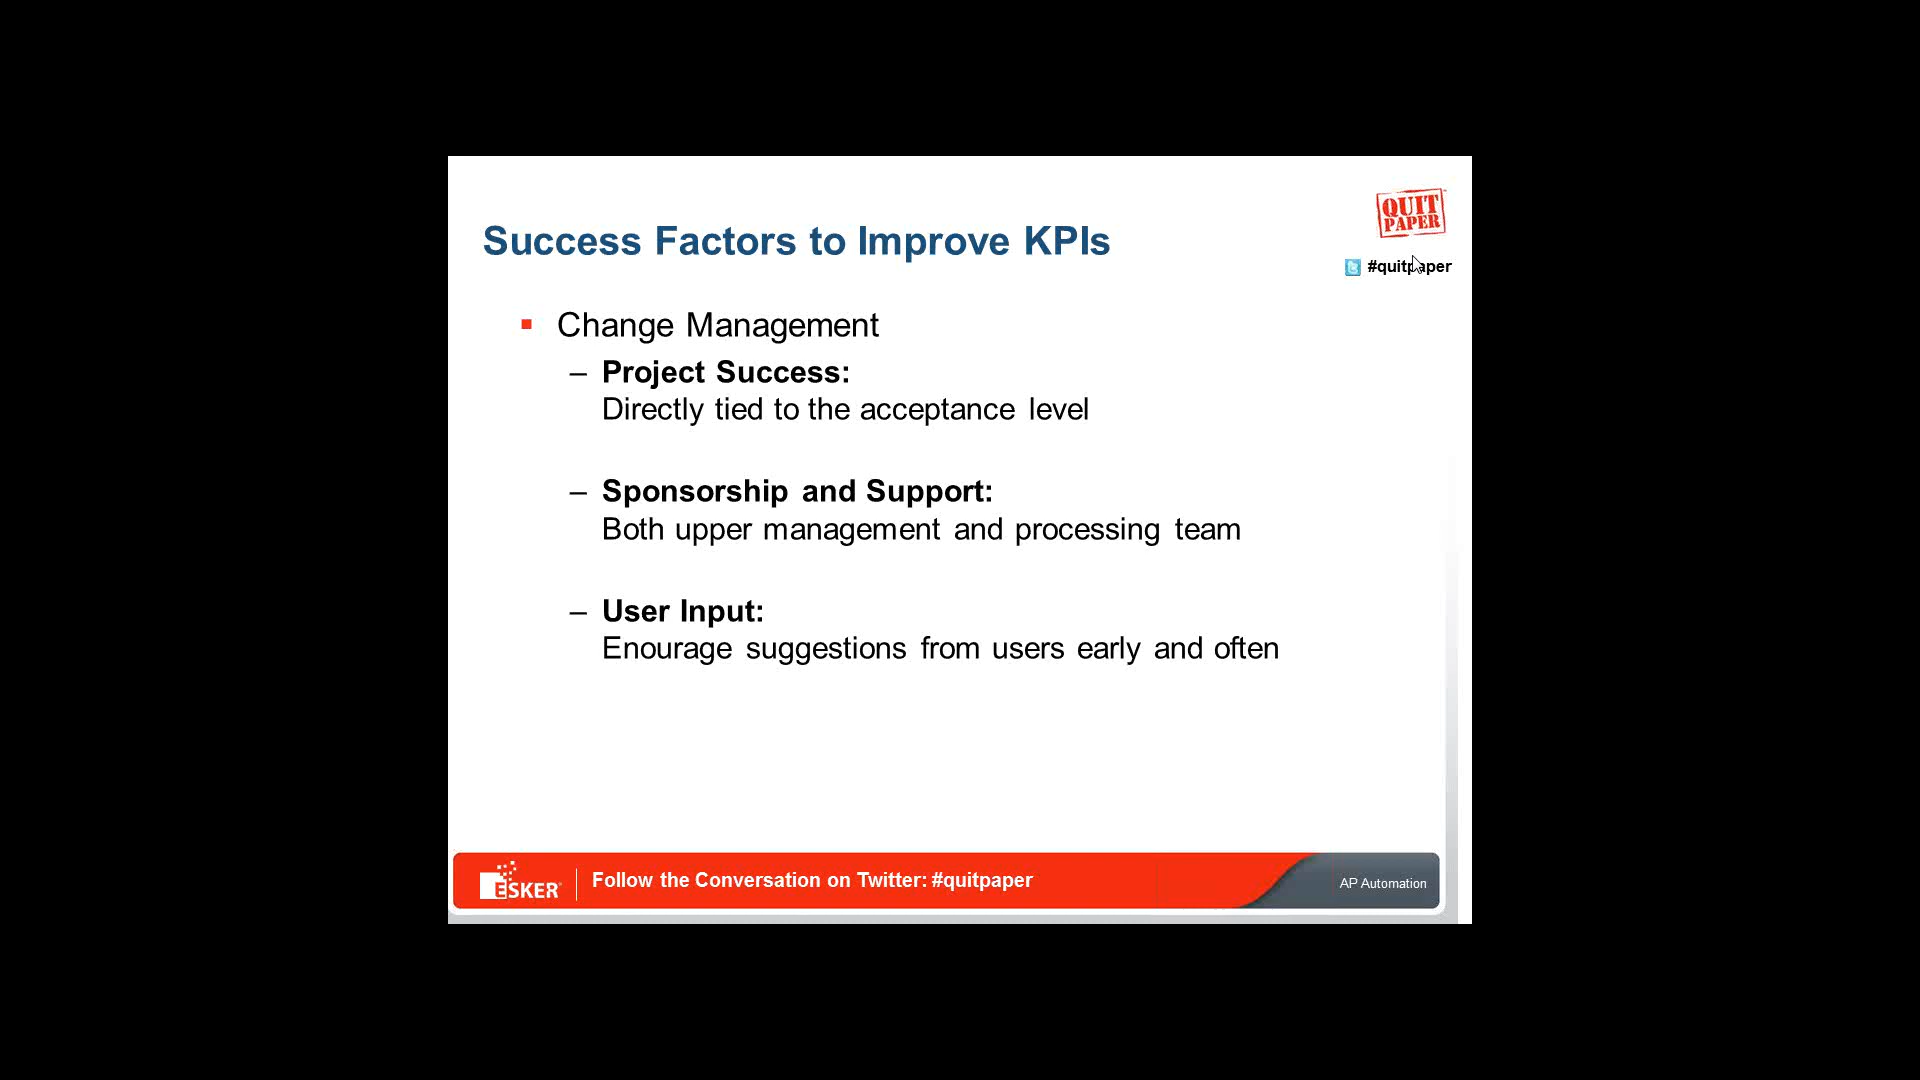 QUIT
PAPER
Success Factors to Improve KPIs
#quitpaper
▪ Change Management
– Project Success:
Directly tied to the acceptance level
– Sponsorship and Support:
Both upper management and processing team
– User Input:
Enourage suggestions from users early and often
ESKER
Follow the Conversation on Twitter: #quitpaper
AP Automation